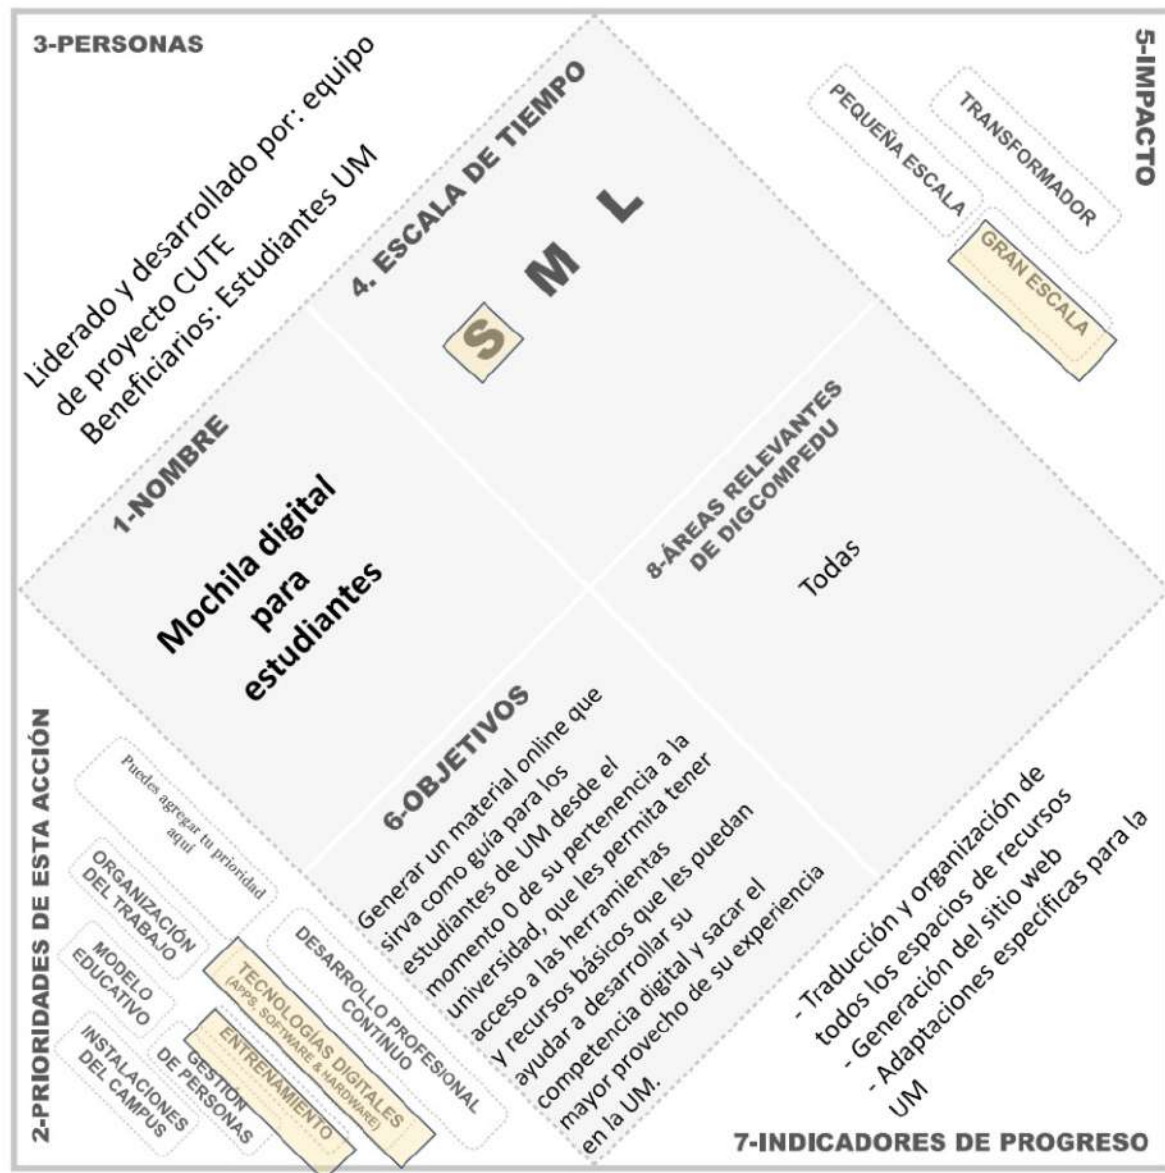 3-PERSONAS
Liderado y desarrollado por: equipo
de proyecto CUTE
Beneficiarios: Estudiantes UM
4. ESCALA DE TIEMPO
S
M
L
5-IMPACTO
PEQUEÑA ESCALA
TRANSFORMADOR
GRAN ESCALA
1-NOMBRE
Mochila digital
para
estudiantes
8-ÁREAS RELEVANTES
DE DIGCOMPEDU
Todas
2-PRIORIDADES DE ESTA ACCIÓN
Puedes agregar tu prioridad
aquí
ORGANIZACIÓN
DEL TRABAJO
MODELO
EDUCATIVO
INSTALACIONES
DEL CAMPUS
GESTIÓN
DE PERSONAS
ENTRENAMIENTO
TECNOLOGÍAS DIGITALES
(APPS, SOFTWARE & HARDWARE)
DESARROLLO PROFESIONAL
CONTINUO
6-OBJETIVOS
Generar un material online que
sirva como guía para los
estudiantes de UM desde el
momento 0 de su pertenencia a la
universidad, que les permita tener
acceso a las herramientas
y recursos básicos que les puedan
ayudar a desarrollar su
competencia digital y sacar el
mayor provecho de su experiencia
en la UM.
- Traducción y organización de
todos los espacios de recursos
- Generación del sitio web
- Adaptaciones específicas para la
UM
7-INDICADORES DE PROGRESO